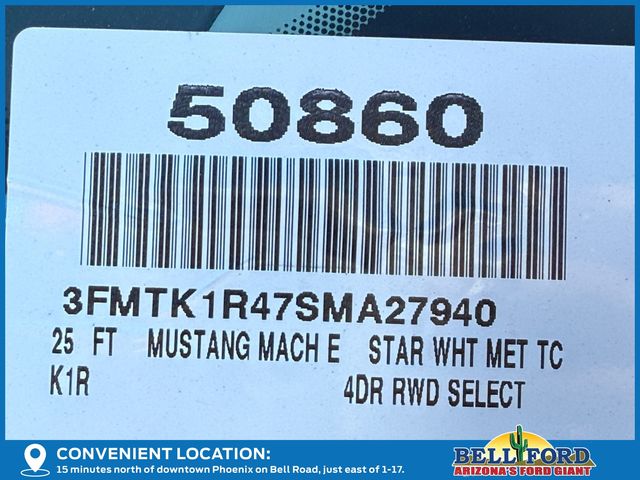 50860
3FMTK1R47SMA27940
25 FT MUSTANG MACH E STAR WHT MET TC
K1R 4DR RWD SELECT
CONVENIENT LOCATION:
15 minutes north of downtown Phoenix on Bell Road, just east of 1-17.
BELL FORD
ARIZONA'S FORD GIANT